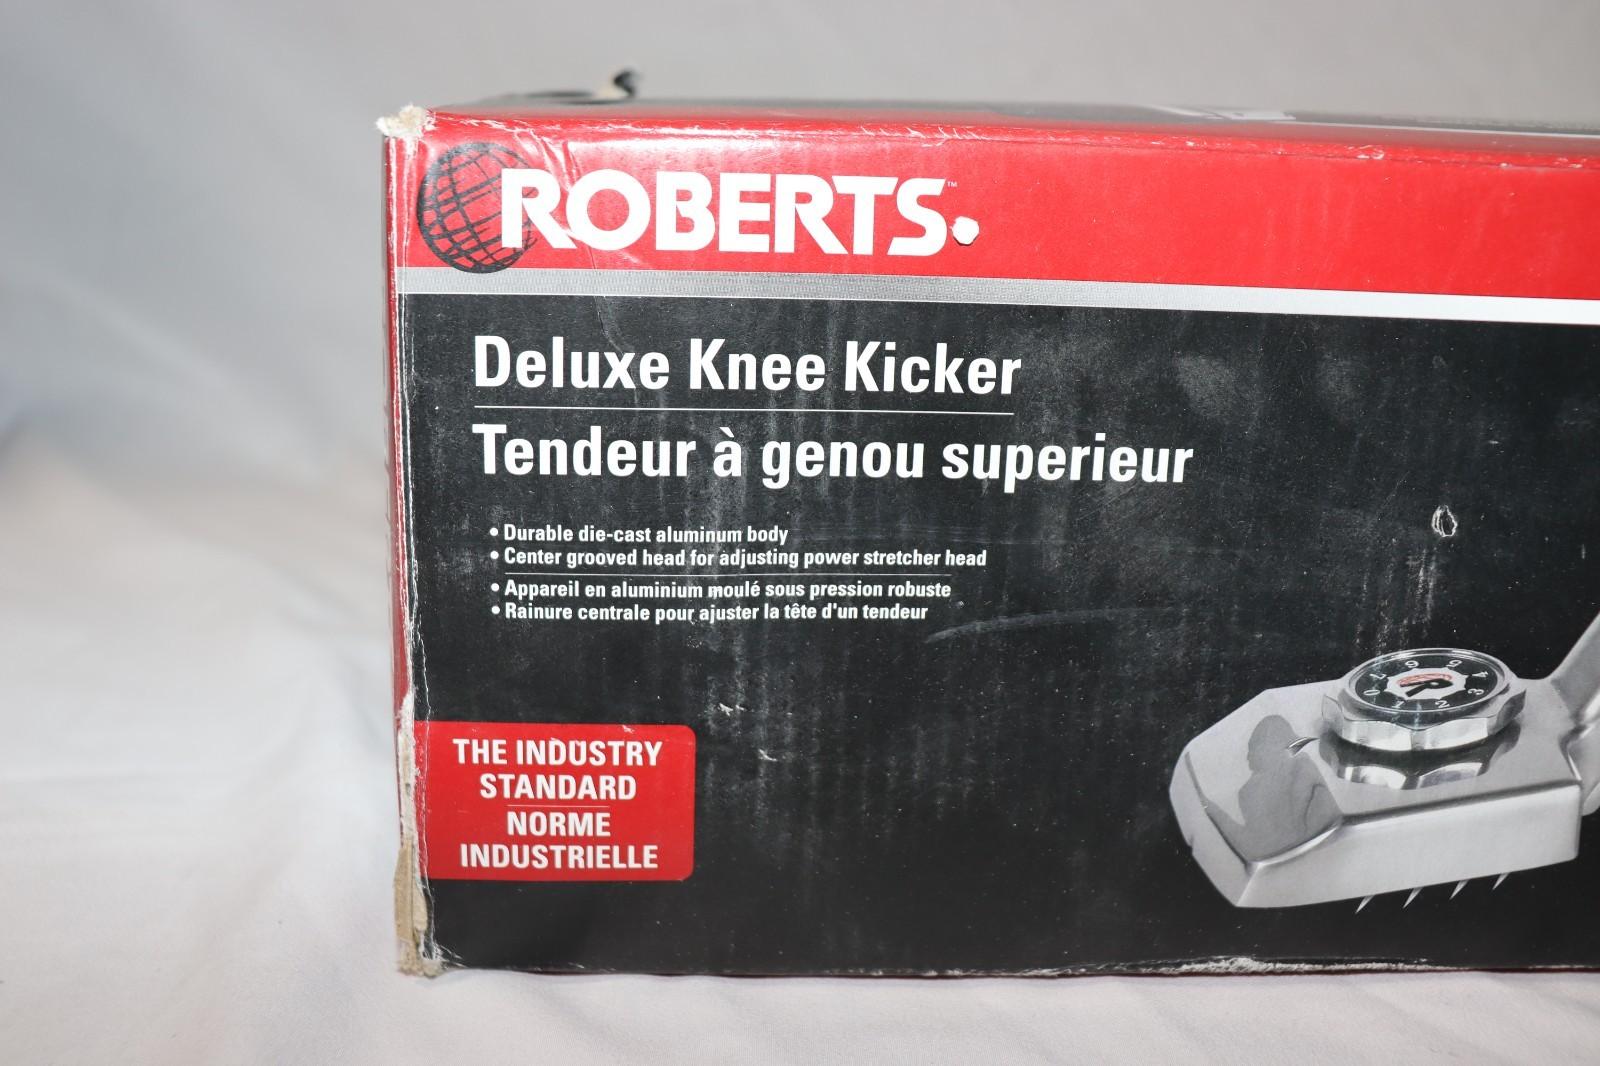 ROBERTS™
Deluxe Knee Kicker
Tendeur à genou superieur
• Durable die-cast aluminum body
• Center grooved head for adjusting power stretcher head
• Appareil en aluminium moulé sous pression robuste
• Rainure centrale pour ajuster la tête d'un tendeur
THE INDUSTRY
STANDARD
NORME
INDUSTRIELLE
R